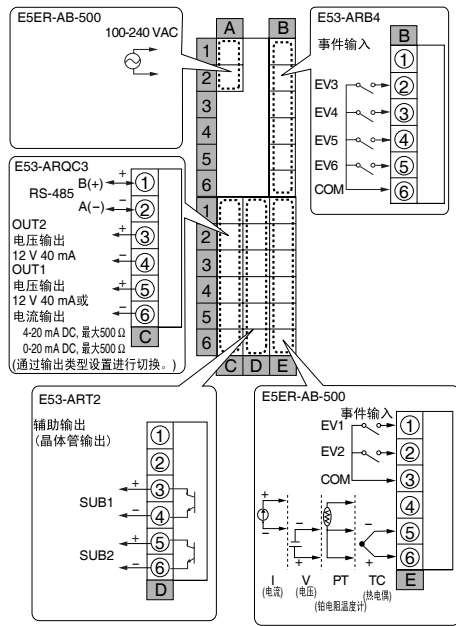 E5ER-AB-500
100-240 VAC
A
B
1
2
3
4
5
6
1
2
3
4
5
6
C D E
E53-ARB4
事件输入
B
①
EV3 ②
EV4 ③
EV5 ④
EV6 ⑤
COM ⑥
E53-ARQC3
+
B(+) ①
RS-485
−
A(−) ②
OUT2
+ ③
电压输出
12 V 40 mA
− ④
OUT1
电压输出
+ ⑤
12 V 40 mA或
电流输出
− ⑥
4-20 mA DC, 最大500 Ω
0-20 mA DC, 最大500 Ω
C
(通过输出类型设置进行切换。)
E53-ART2
辅助输出
(晶体管输出)
①
②
+ ③
SUB1
− ④
+ ⑤
SUB2
− ⑥
D
E5ER-AB-500
事件输入
EV1 ①
EV2 ②
COM ③
④
⑤
⑥
+ −
− +
− +
I V PT TC
(电流) (电压) (热电偶)
(铂电阻温度计)
E